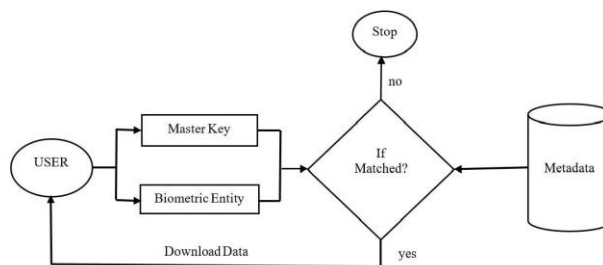 Stop
no
Master Key
If
Matched?
USER
Metadata
Biometric Entity
Download Data
yes